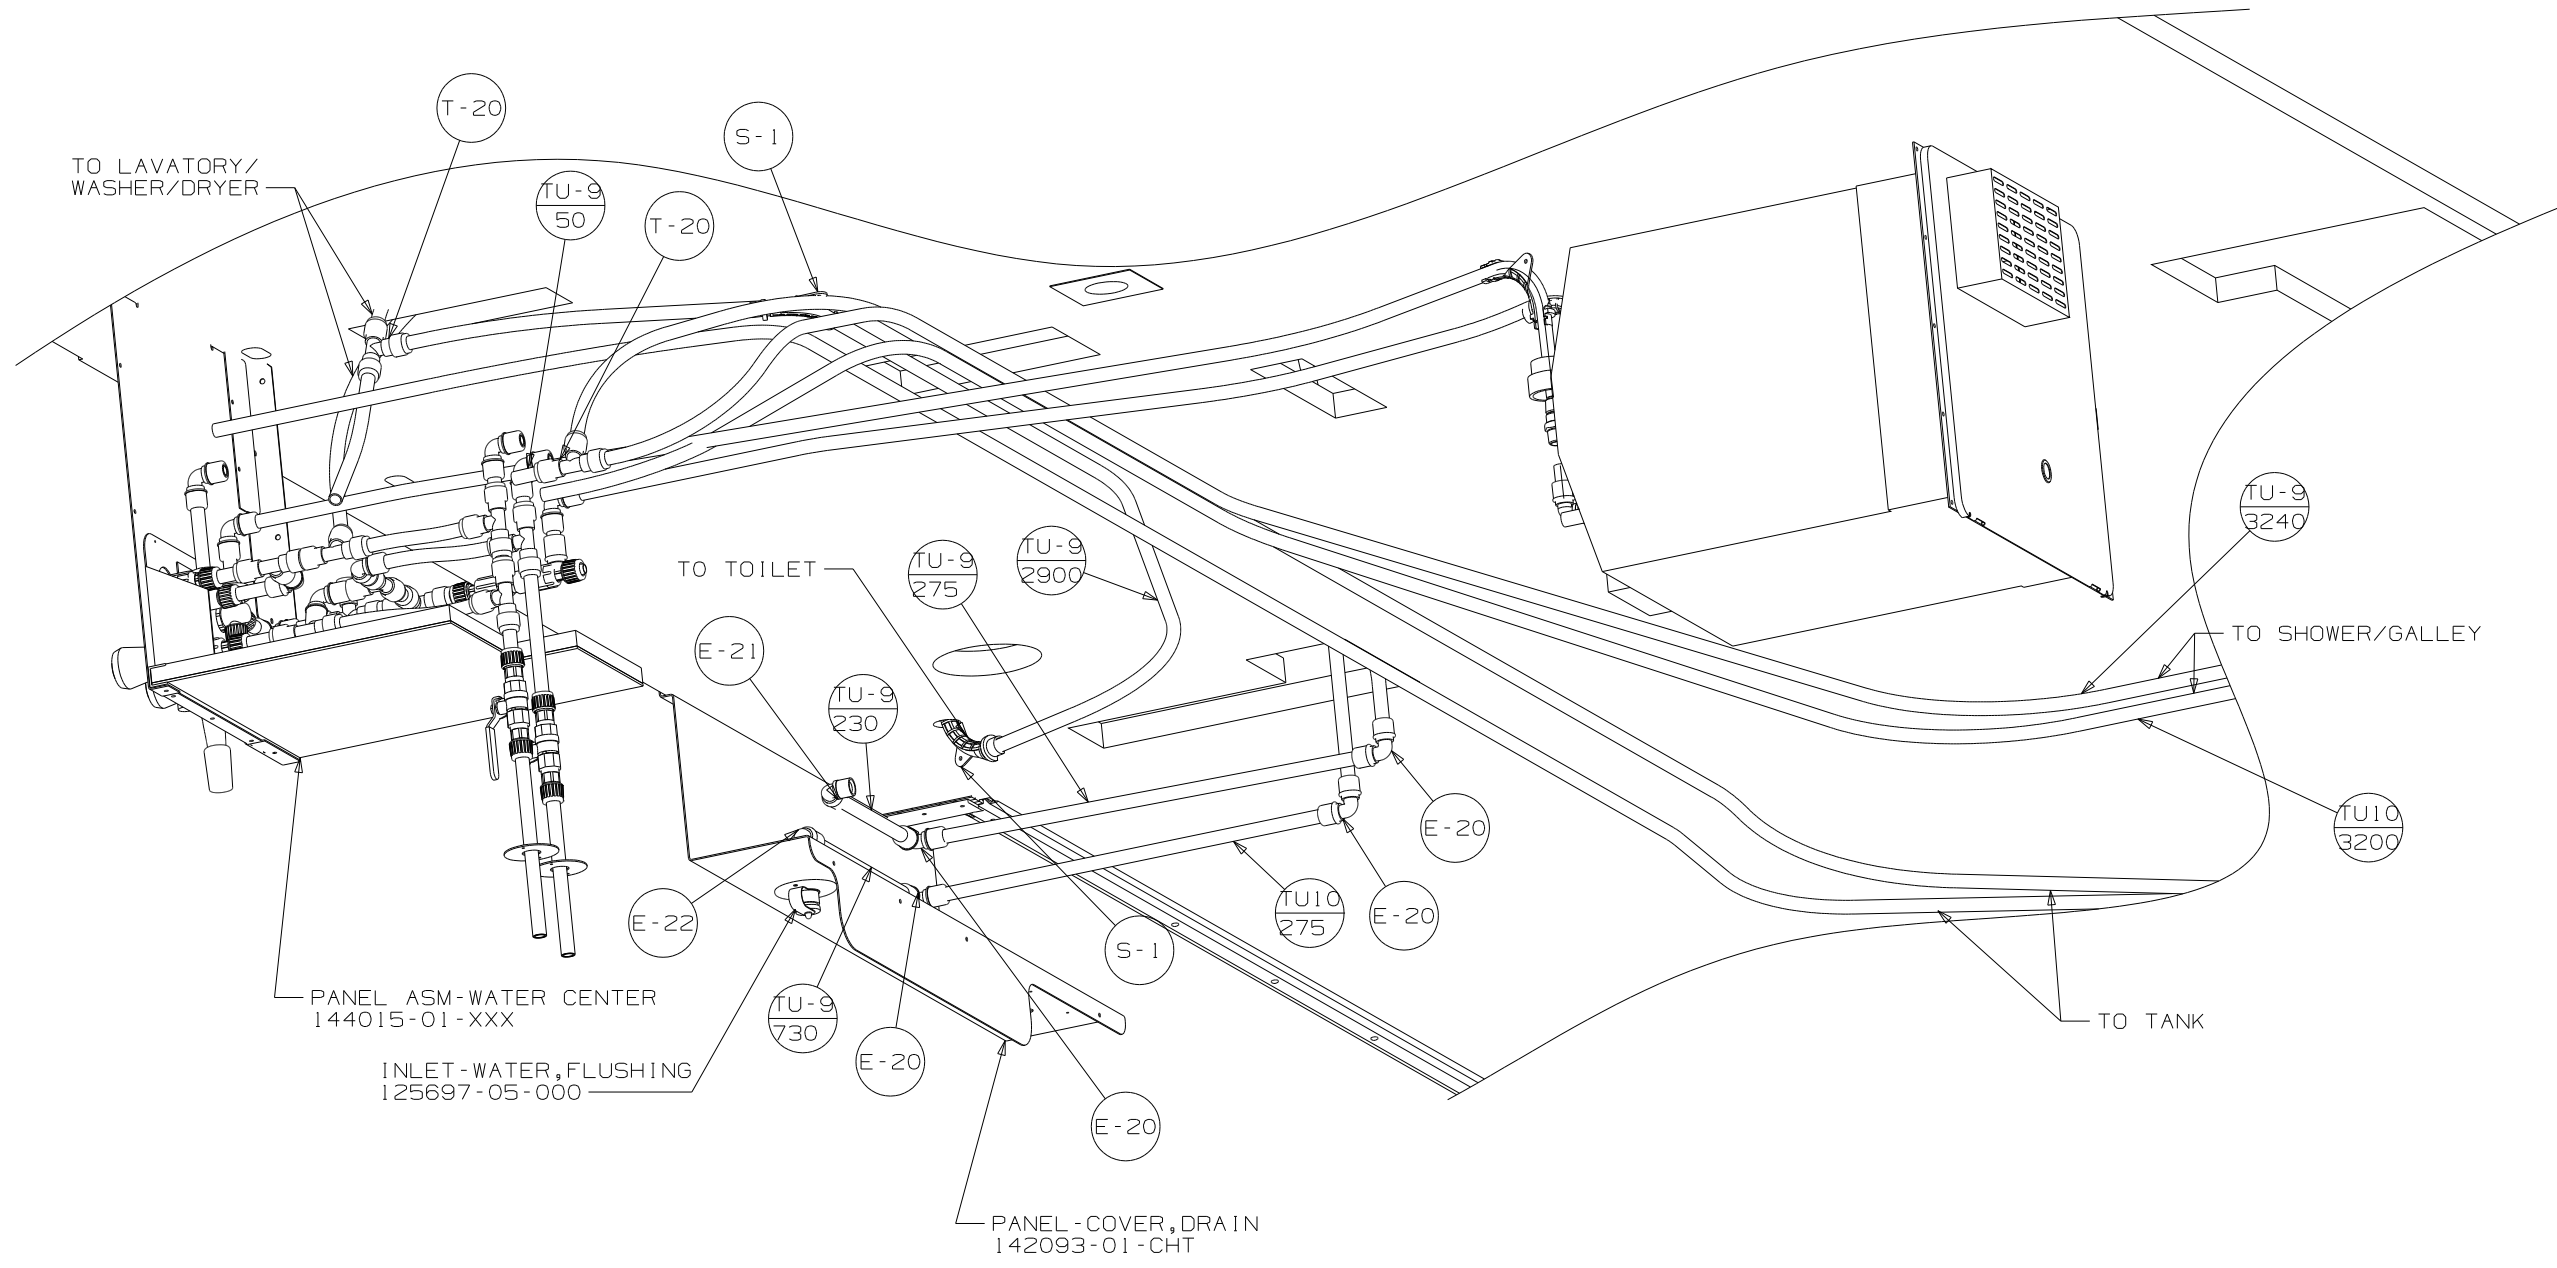 T-20
S-1
TO LAVATORY/
WASHER/DRYER
TU-9
50
T-20
TU-9
3240
TO TOILET
TU-9
275
TU-9
2900
TO SHOWER/GALLEY
E-21
TU-9
230
E-20
TU10
3200
E-22
TU10
275
E-20
S-1
PANEL ASM-WATER CENTER
144015-01-XXX
TU-9
730
TO TANK
E-20
INLET-WATER,FLUSHING
125697-05-000
E-20
PANEL-COVER,DRAIN
142093-01-CHT